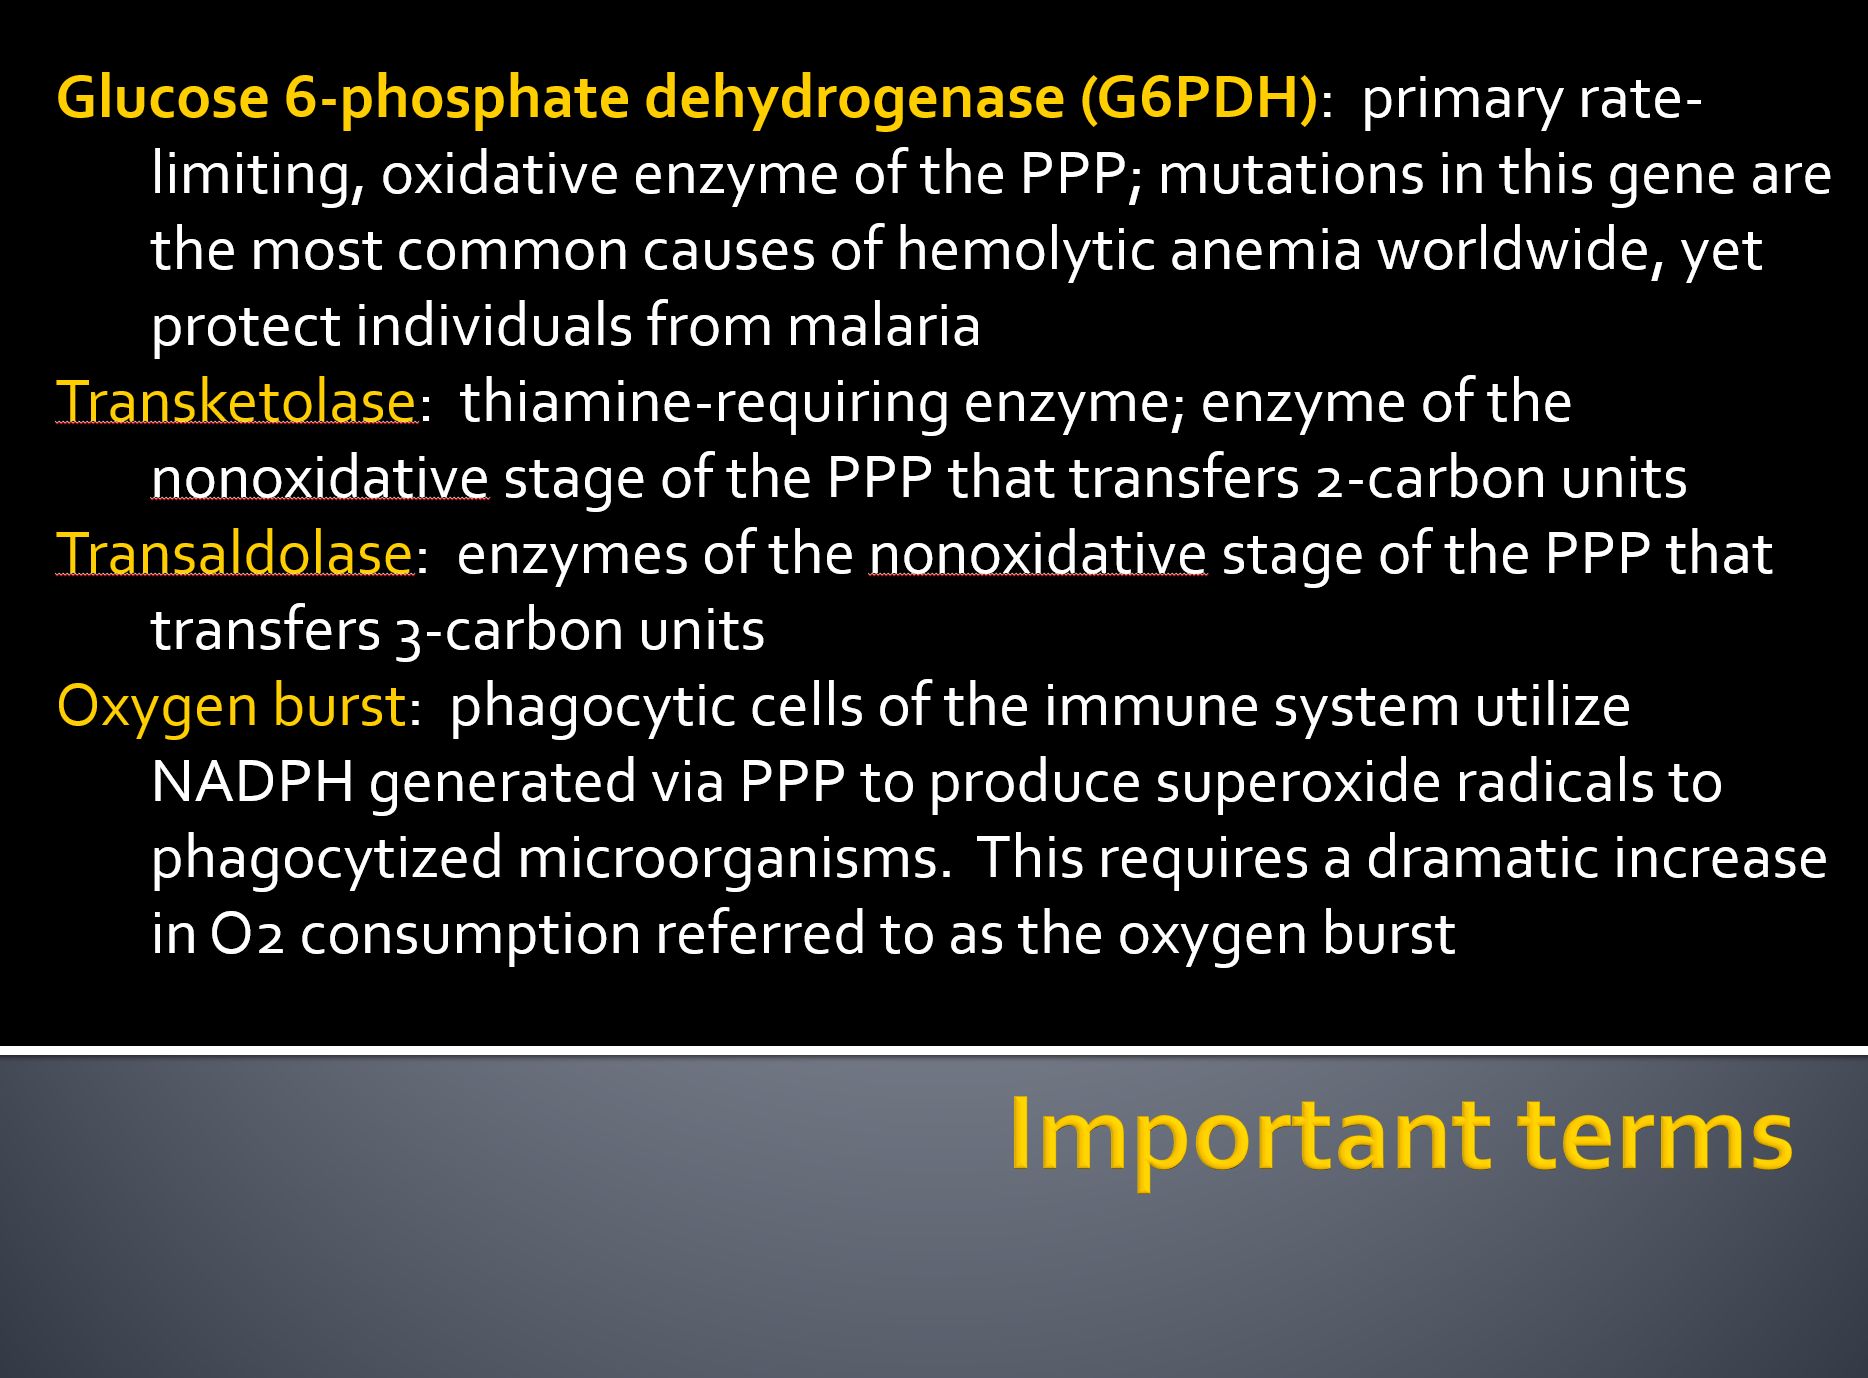 Glucose 6-phosphate dehydrogenase (G6PDH):  primary rate-
limiting, oxidative enzyme of the PPP; mutations in this gene are
the most common causes of hemolytic anemia worldwide, yet
protect individuals from malaria
Transketolase:  thiamine-requiring enzyme; enzyme of the
nonoxidative stage of the PPP that transfers 2-carbon units
Transaldolase:  enzymes of the nonoxidative stage of the PPP that
transfers 3-carbon units
Oxygen burst:  phagocytic cells of the immune system utilize
NADPH generated via PPP to produce superoxide radicals to
phagocytized microorganisms.  This requires a dramatic increase
in O2 consumption referred to as the oxygen burst
Important terms